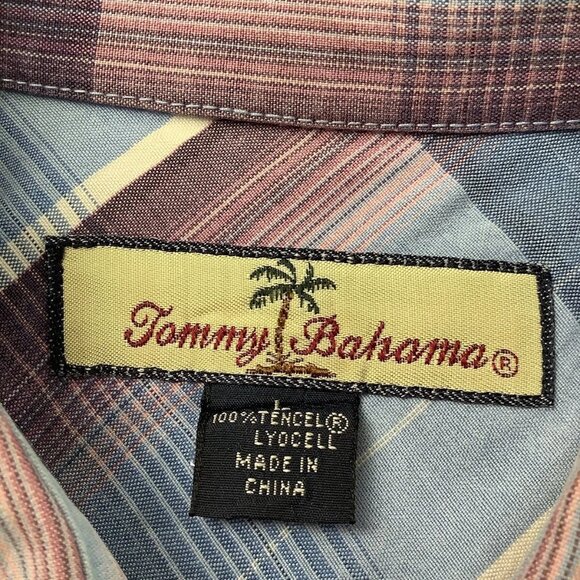 Tommy Bahama®
L
100% TENCEL®
LYOCELL
MADE IN
CHINA